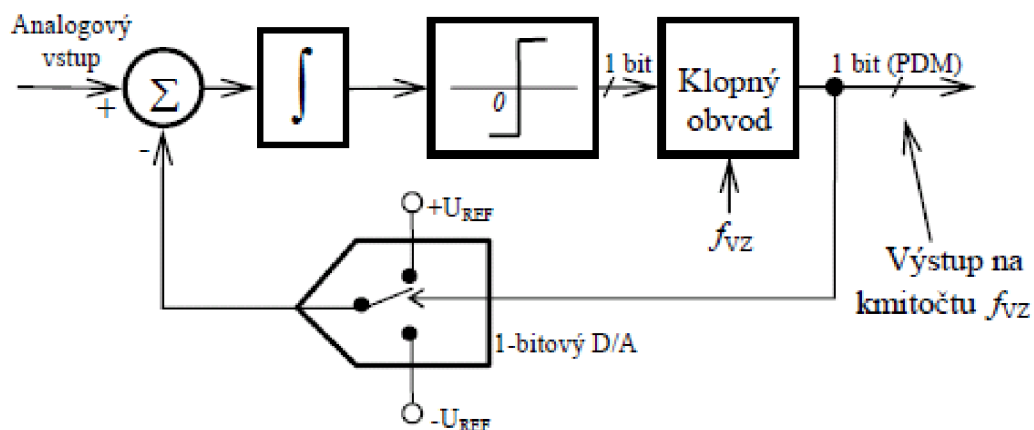 Analogový
vstup
+
-
Σ
∫
0
1 bit
Klopný
obvod
1 bit (PDM)
fVZ
Výstup na
kmitočtu fVZ
+UREF
1-bitový D/A
-UREF